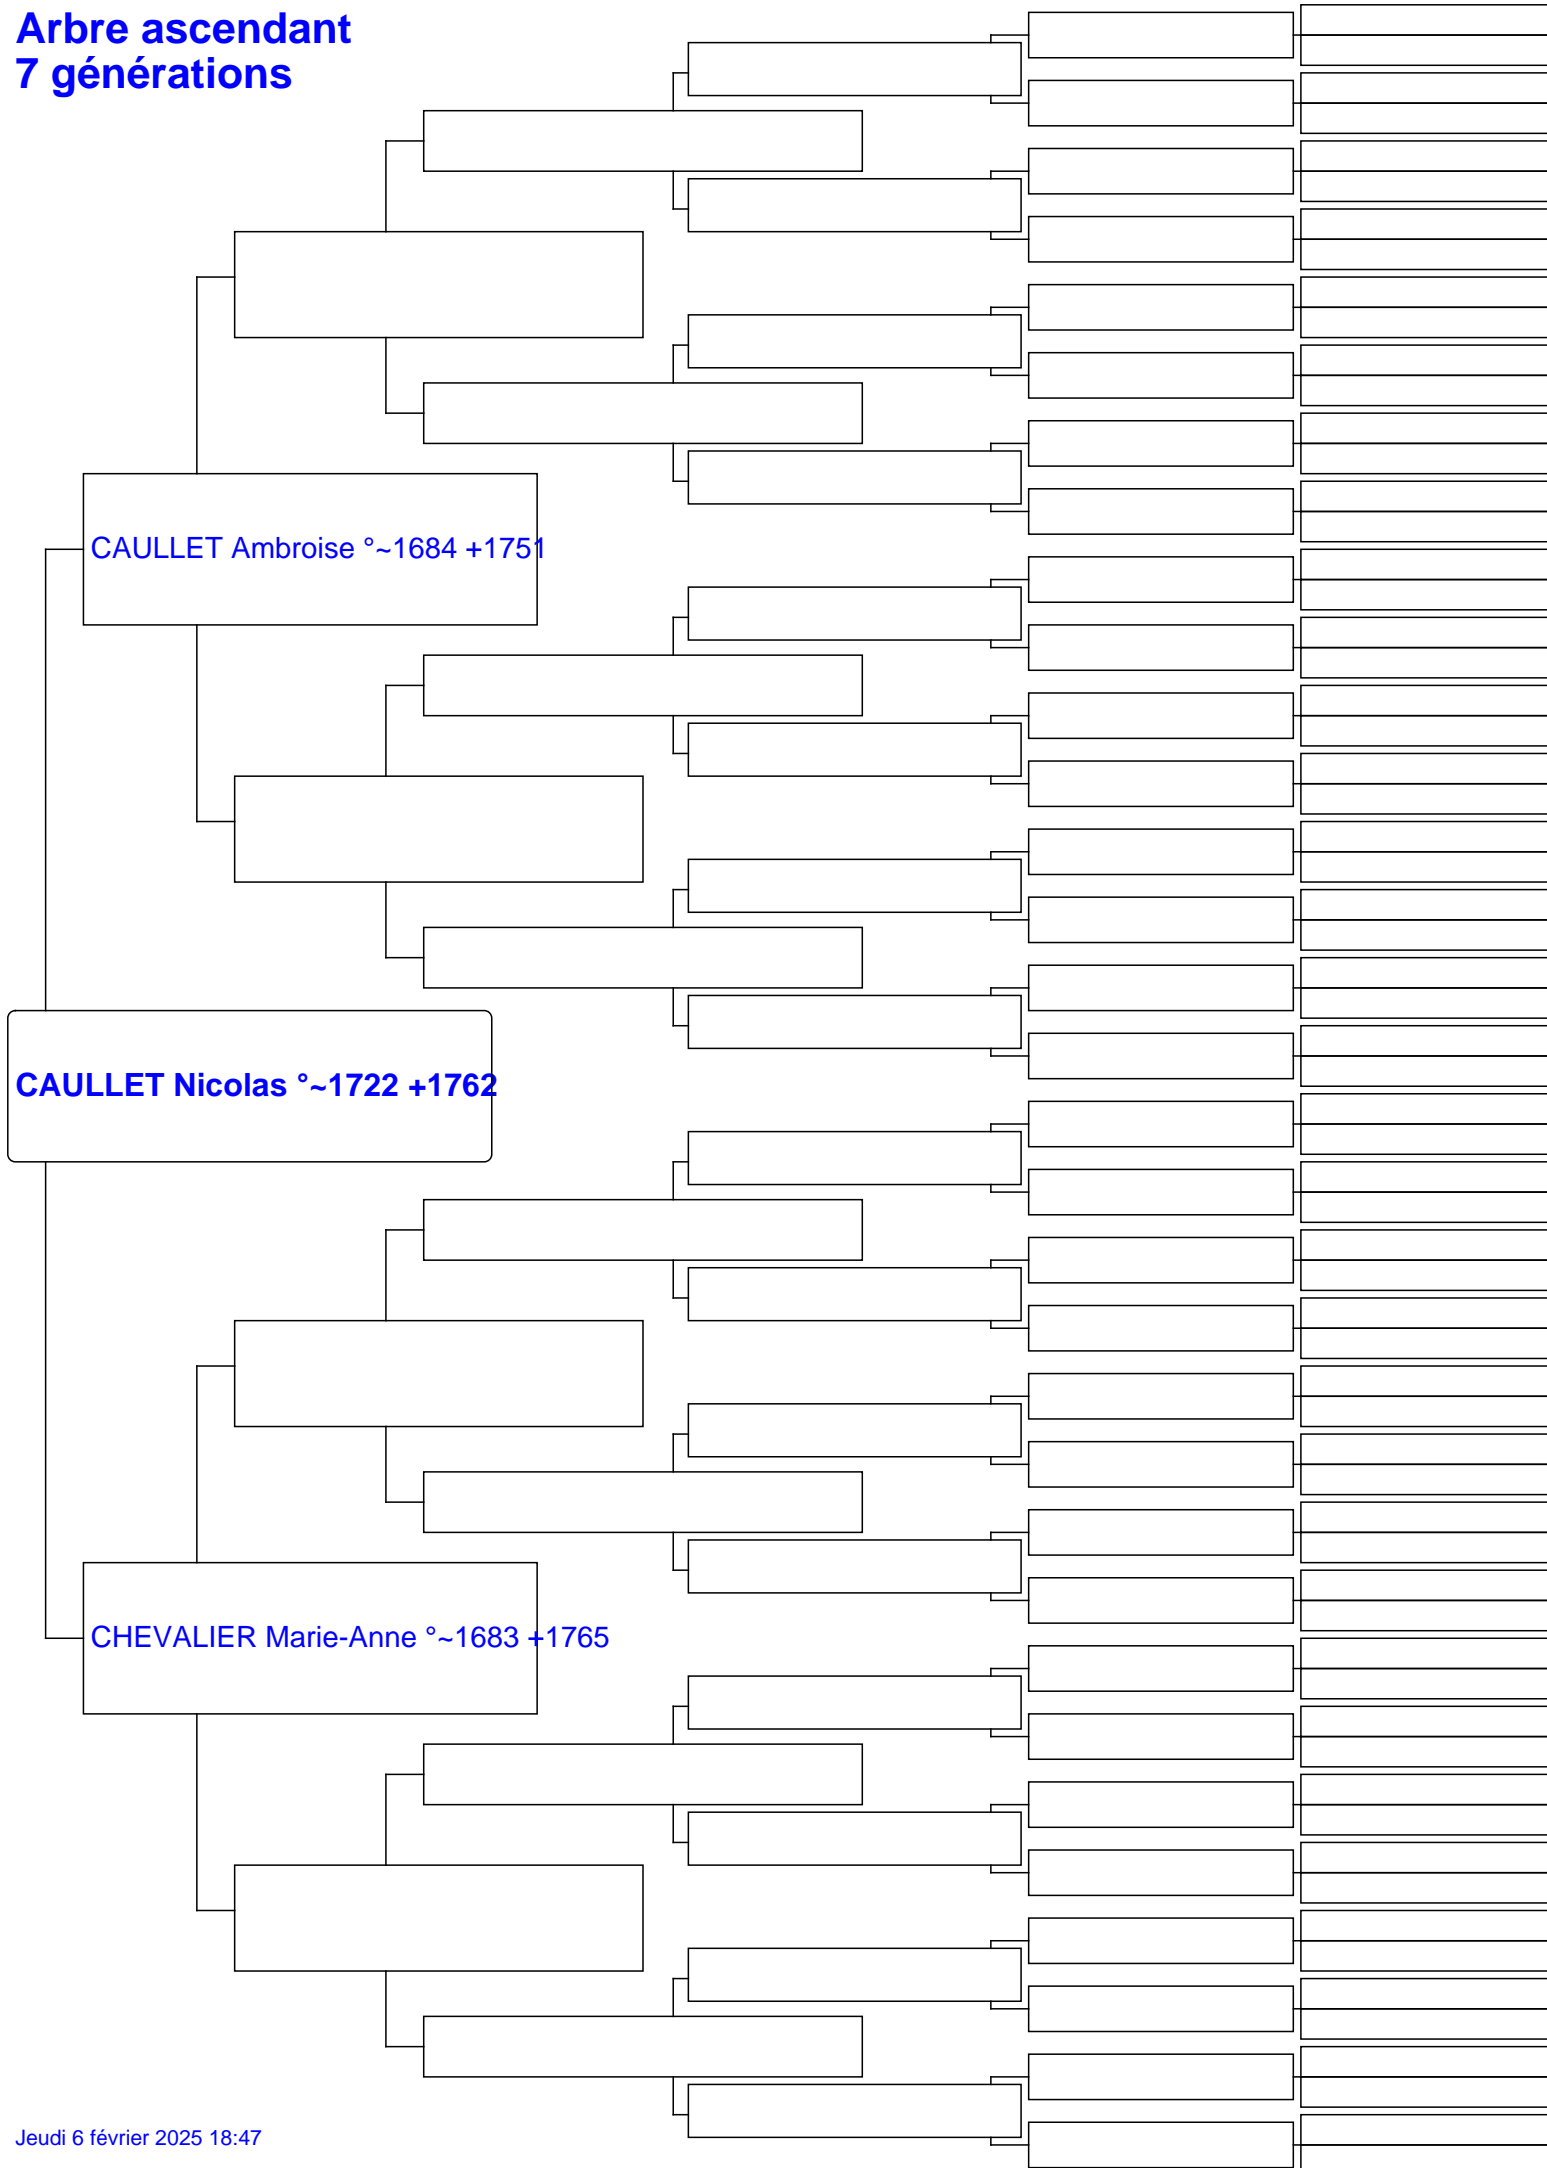 Arbre ascendant
7 générations
CAULLET Ambroise °~1684 +1751
CAULLET Nicolas °~1722 +1762
CHEVALIER Marie-Anne °~1683 +1765
Jeudi 6 février 2025 18:47